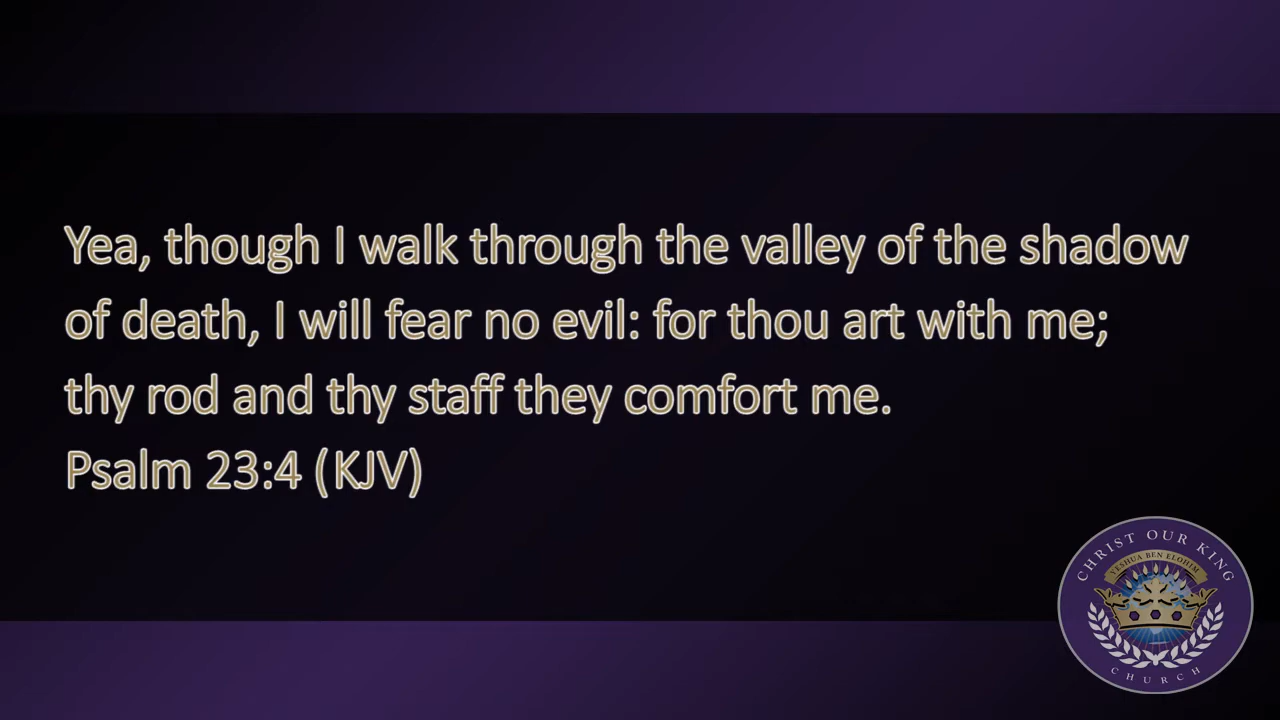 Yea, though I walk through the valley of the shadow
of death, I will fear no evil: for thou art with me;
thy rod and thy staff they comfort me.
Psalm 23:4 (KJV)
CHRIST OUR KING
YESHUA BEN ELOHIM
CHURCH